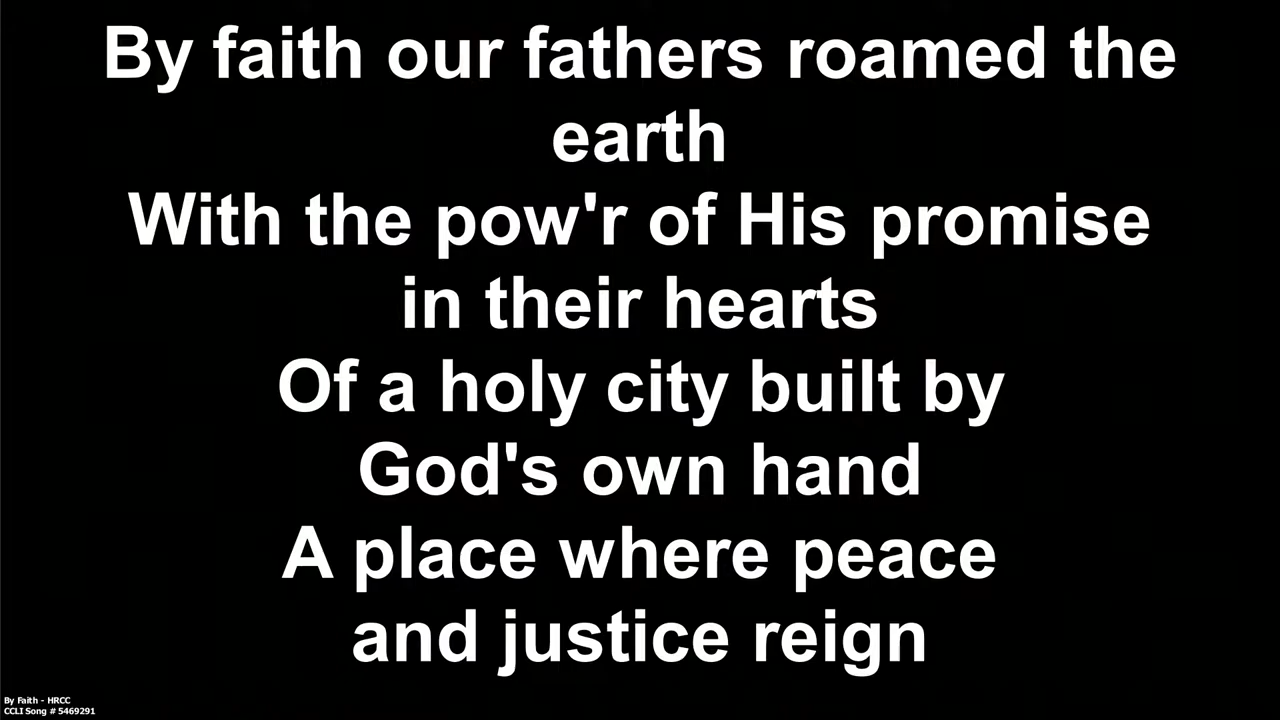 By faith our fathers roamed the
earth
With the pow'r of His promise
in their hearts
Of a holy city built by
God's own hand
A place where peace
and justice reign
By Faith - HRCC
CCLI Song # 5469291